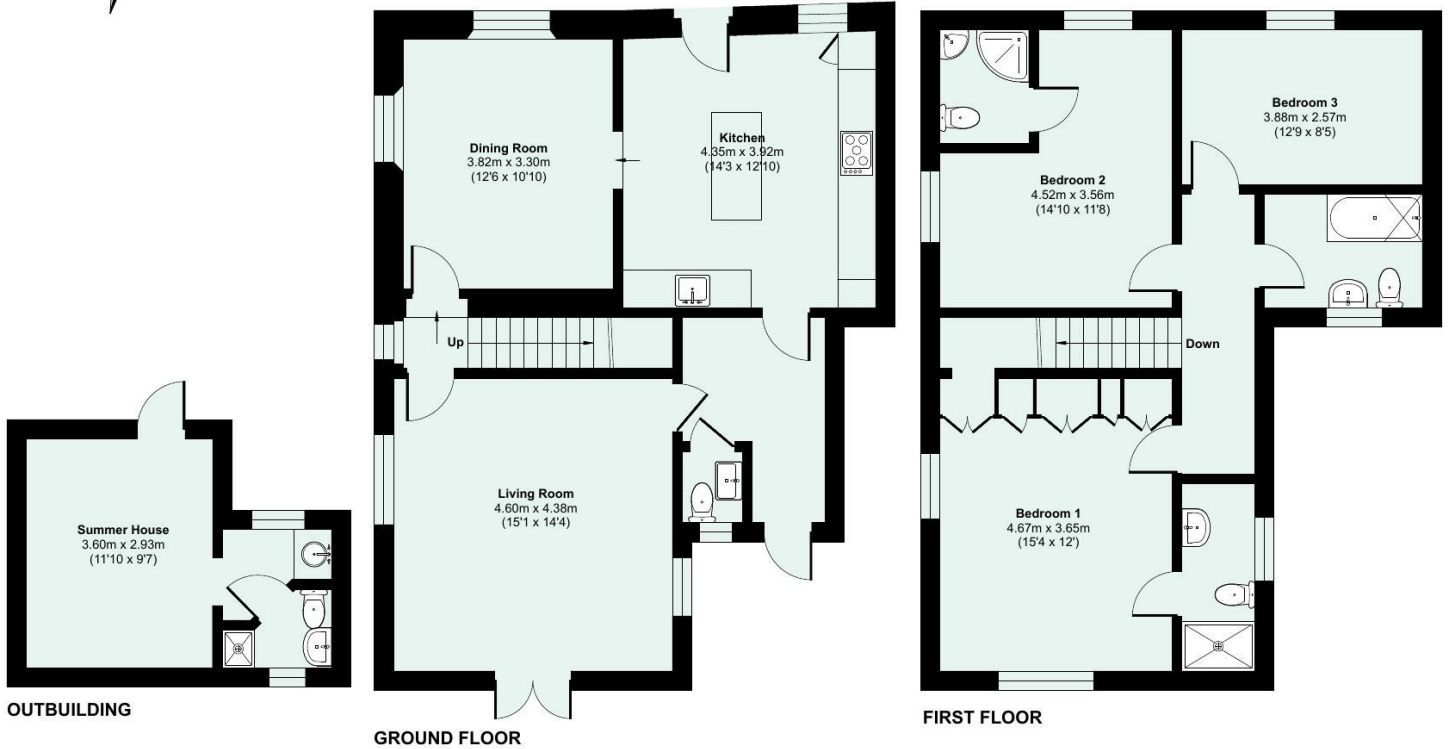 Dining Room
3.82m x 3.30m
(12'6 x 10'10)
Kitchen
4.35m x 3.92m
(14'3 x 12'10)
Up
Living Room
4.60m x 4.38m
(15'1 x 14'4)
Summer House
3.60m x 2.93m
(11'10 x 9'7)
OUTBUILDING
GROUND FLOOR
Bedroom 3
3.88m x 2.57m
(12'9 x 8'5)
Bedroom 2
4.52m x 3.56m
(14'10 x 11'8)
Down
Bedroom 1
4.67m x 3.65m
(15'4 x 12')
FIRST FLOOR